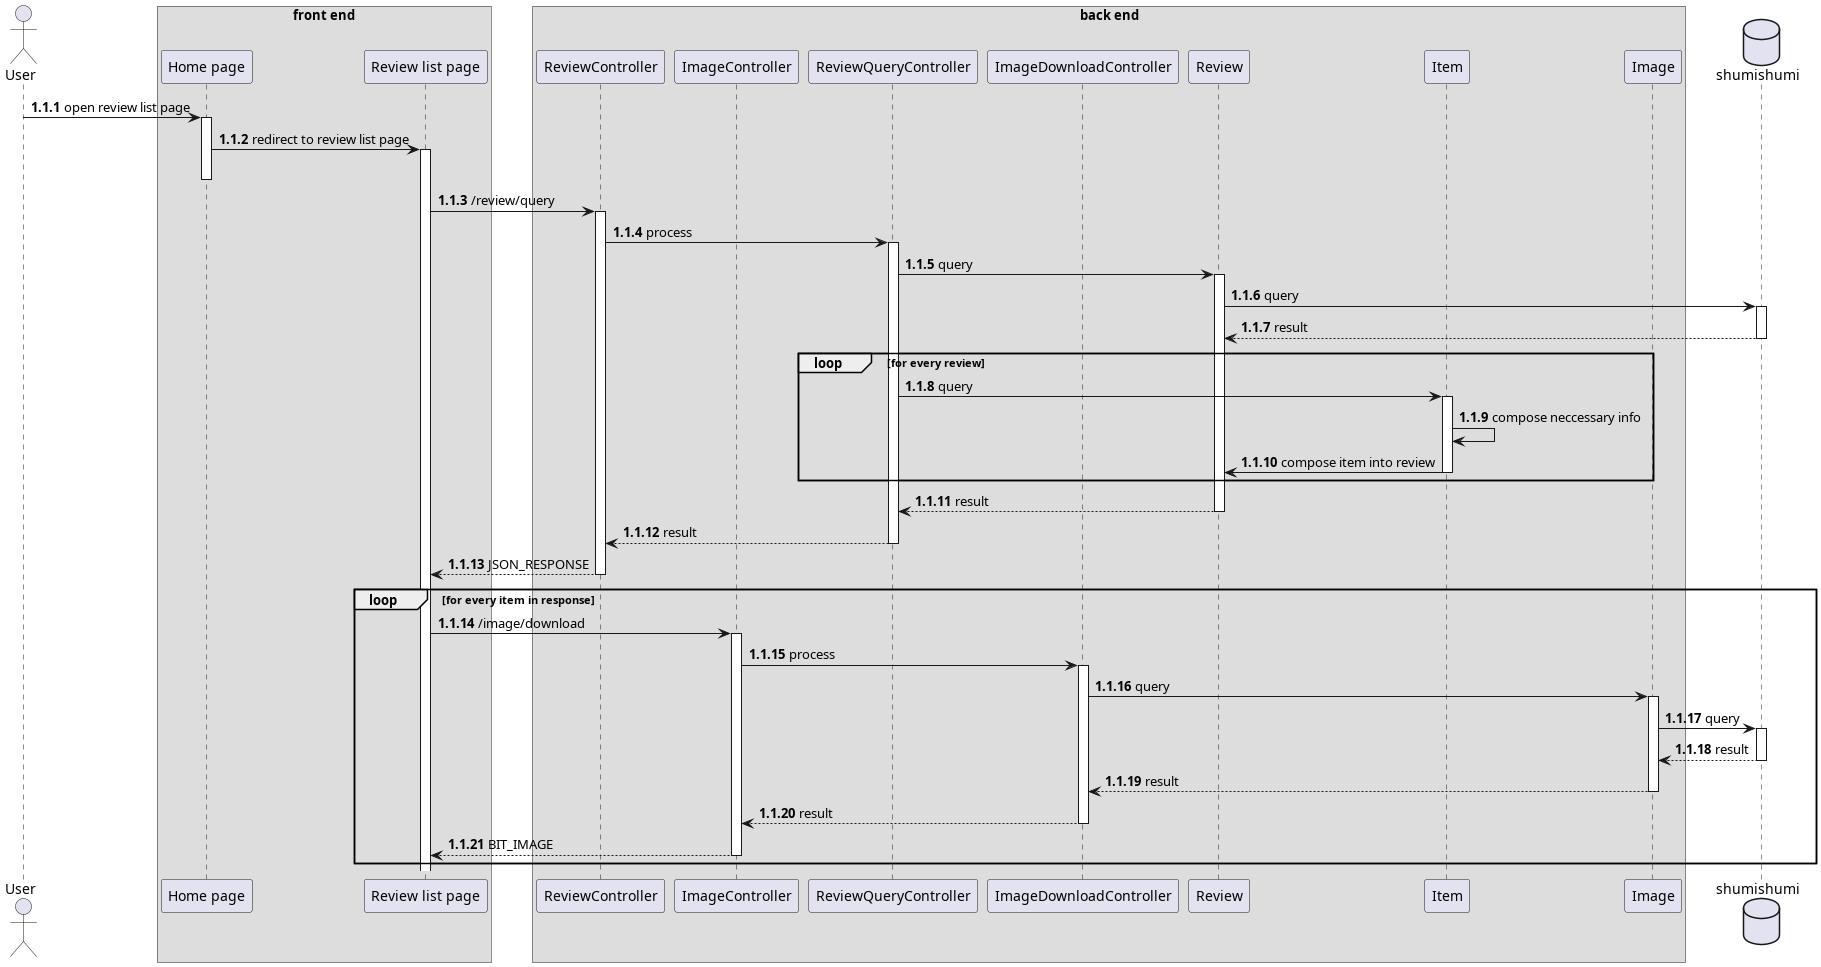 front end
back end
User
Home page
Review list page
ReviewController
ImageController
ReviewQueryController
ImageDownloadController
Review
Item
Image
shumishumi
1.1.1 open review list page
1.1.2 redirect to review list page
1.1.3 /review/query
1.1.4 process
1.1.5 query
1.1.6 query
1.1.7 result
loop [for every review]
1.1.8 query
1.1.9 compose neccessary info
1.1.10 compose item into review
1.1.11 result
1.1.12 result
1.1.13 JSON_RESPONSE
loop [for every item in response]
1.1.14 /image/download
1.1.15 process
1.1.16 query
1.1.17 query
1.1.18 result
1.1.19 result
1.1.20 result
1.1.21 BIT_IMAGE
User
Home page
Review list page
ReviewController
ImageController
ReviewQueryController
ImageDownloadController
Review
Item
Image
shumishumi